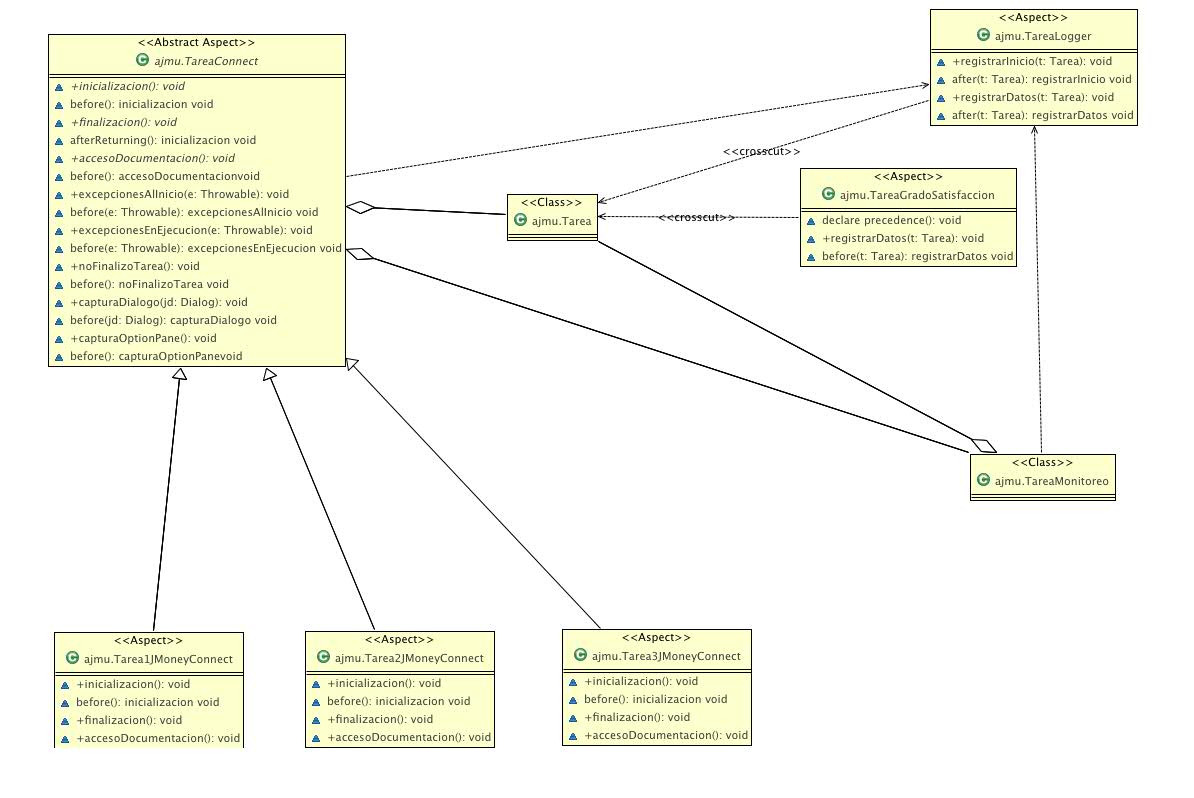 <<Abstract Aspect>>
ajmu.TareaConnect
+inicializacion(): void
before(): inicializacion void
+finalizacion(): void
afterReturning(): inicializacion void
+accesoDocumentacion(): void
before(): accesoDocumentacionvoid
+excepcionesAlInicio(e: Throwable): void
before(e: Throwable): excepcionesAlInicio void
+excepcionesEnEjecucion(e: Throwable): void
before(e: Throwable): excepcionesEnEjecucion void
+noFinalizoTarea(): void
before(): noFinalizoTarea void
+capturaDialogo(jd: Dialog): void
before(jd: Dialog): capturaDialogo void
+capturaOptionPane(): void
before(): capturaOptionPanevoid
<<Aspect>>
ajmu.TareaLogger
+registrarInicio(t: Tarea): void
after(t: Tarea): registrarInicio void
+registrarDatos(t: Tarea): void
after(t: Tarea): registrarDatos void
<<crosscut>>
<<Class>>
ajmu.Tarea
<<crosscut>>
<<Aspect>>
ajmu.TareaGradoSatisfaccion
declare precedence(): void
+registrarDatos(t: Tarea): void
before(t: Tarea): registrarDatos void
<<Class>>
ajmu.TareaMonitoreo
<<Aspect>>
ajmu.Tarea1JMoneyConnect
+inicializacion(): void
before(): inicializacion void
+finalizacion(): void
+accesoDocumentacion(): void
<<Aspect>>
ajmu.Tarea2JMoneyConnect
+inicializacion(): void
before(): inicializacion void
+finalizacion(): void
+accesoDocumentacion(): void
<<Aspect>>
ajmu.Tarea3JMoneyConnect
+inicializacion(): void
before(): inicializacion void
+finalizacion(): void
+accesoDocumentacion(): void